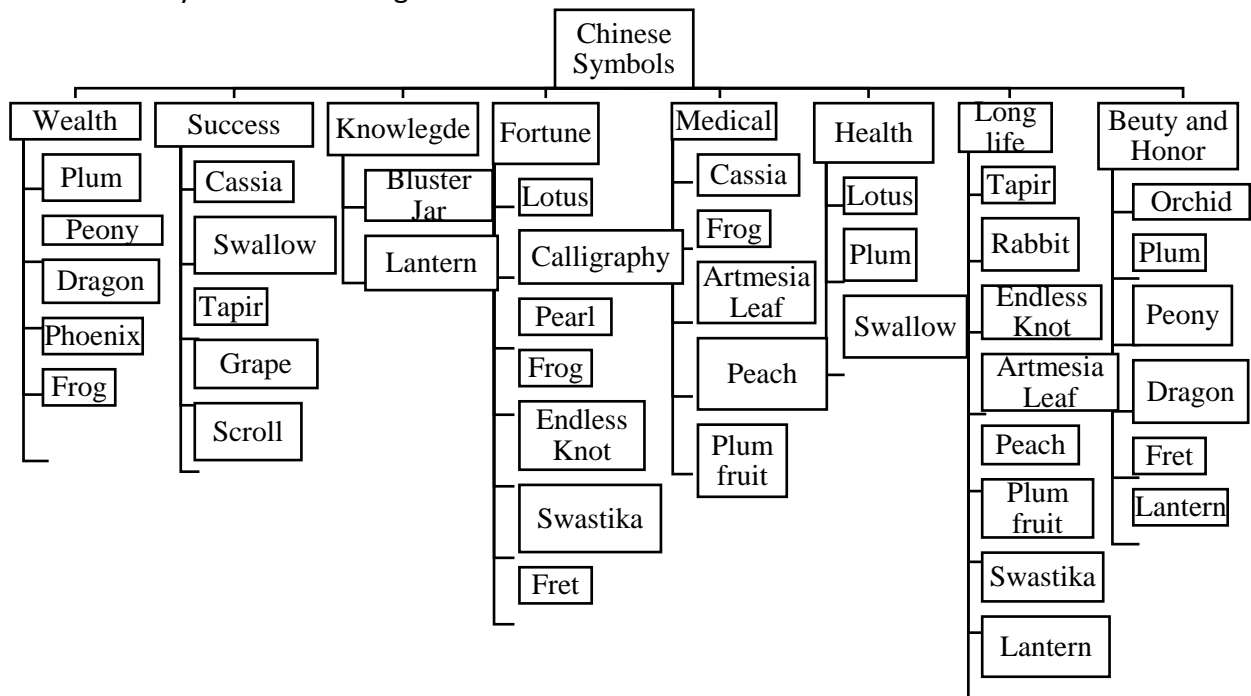 Chinese
Symbols
Wealth
Plum
Peony
Dragon
Phoenix
Frog
Success
Cassia
Swallow
Tapir
Grape
Scroll
Knowlegde
Bluster
Jar
Lantern
Fortune
Lotus
Calligraphy
Pearl
Frog
Endless
Knot
Swastika
Fret
Medical
Cassia
Frog
Artmesia
Leaf
Peach
Plum
fruit
Health
Lotus
Plum
Swallow
Long
life
Tapir
Rabbit
Endless
Knot
Artmesia
Leaf
Peach
Plum
fruit
Swastika
Lantern
Beuty and
Honor
Orchid
Plum
Peony
Dragon
Fret
Lantern